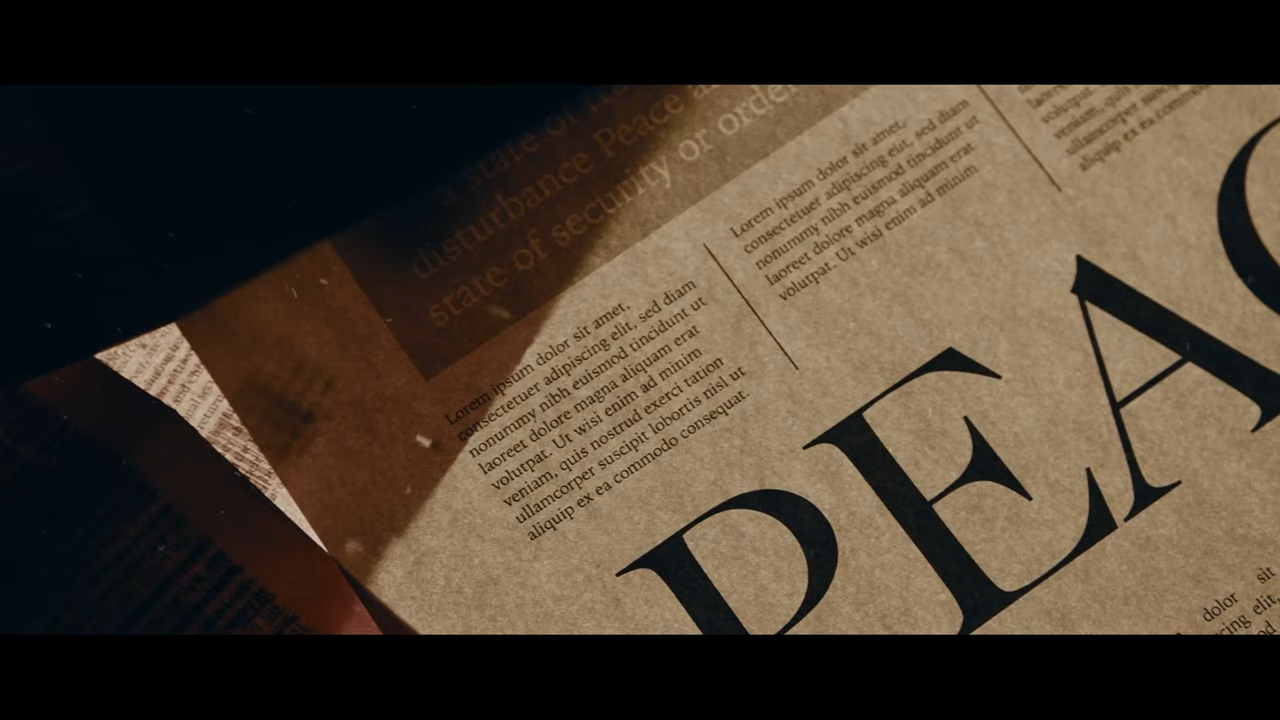 state of the
disturbance Peace a
state of security or order
Lorem ipsum dolor sit amet,
consectetuer adipiscing elit, sed diam
nonummy nibh euismod tincidunt ut
laoreet dolore magna aliquam erat
volutpat. Ut wisi enim ad minim
veniam, quis nostrud exerci tation
ullamcorper suscipit lobortis nisl ut
aliquip ex ea commodo consequat.
Lorem ipsum dolor sit amet,
consectetuer adipiscing elit, sed diam
nonummy nibh euismod tincidunt ut
laoreet dolore magna aliquam erat
volutpat. Ut wisi enim ad minim
volutpat.
veniam, quis
ullamcorper
aliquip ex ea commodo
PEAC
dolor sit
cing elit,